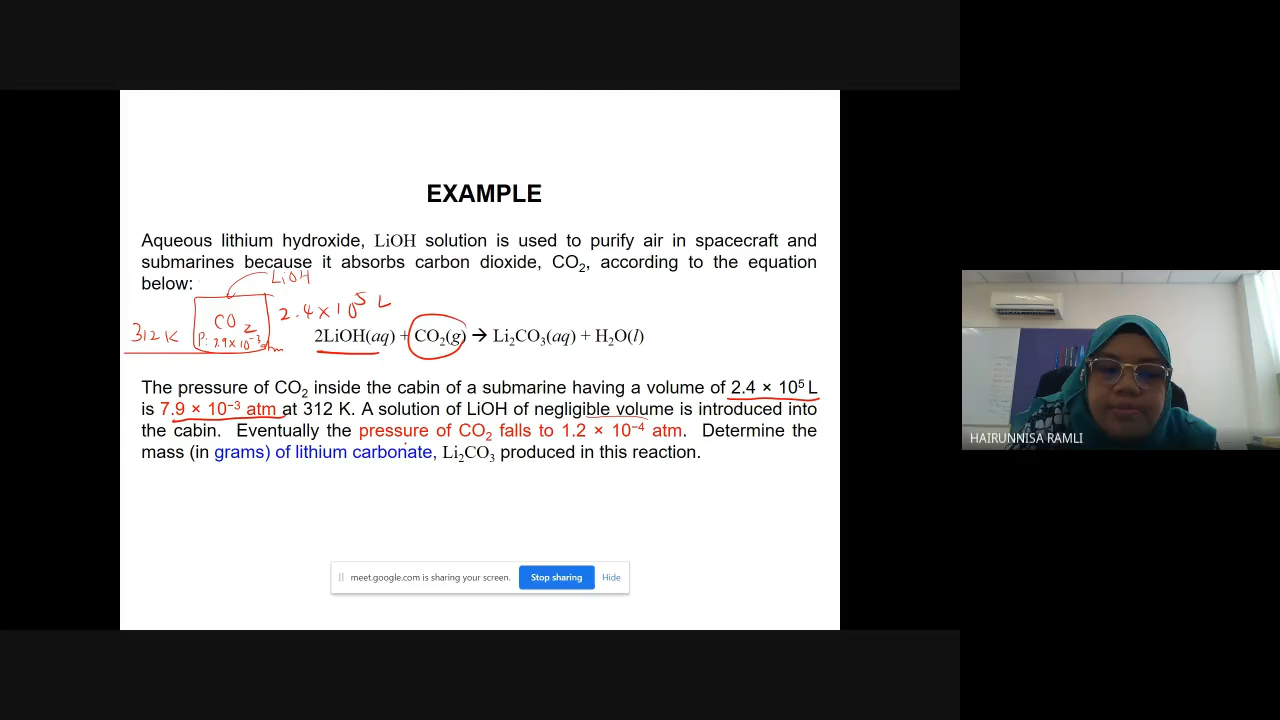 EXAMPLE
Aqueous lithium hydroxide, LiOH solution is used to purify air in spacecraft and
submarines because it absorbs carbon dioxide, CO₂, according to the equation
below:
LiOH
2.4 × 10⁵ L
CO₂
312 K
P: 7.9 × 10⁻³ atm
2LiOH(aq) + CO₂(g) → Li₂CO₃(aq) + H₂O(l)
The pressure of CO₂ inside the cabin of a submarine having a volume of 2.4 × 10⁵ L
is 7.9 × 10⁻³ atm at 312 K. A solution of LiOH of negligible volume is introduced into
the cabin. Eventually the pressure of CO₂ falls to 1.2 × 10⁻⁴ atm. Determine the
mass (in grams) of lithium carbonate, Li₂CO₃ produced in this reaction.
HAIRUNNISA RAMLI
meet.google.com is sharing your screen. Stop sharing Hide